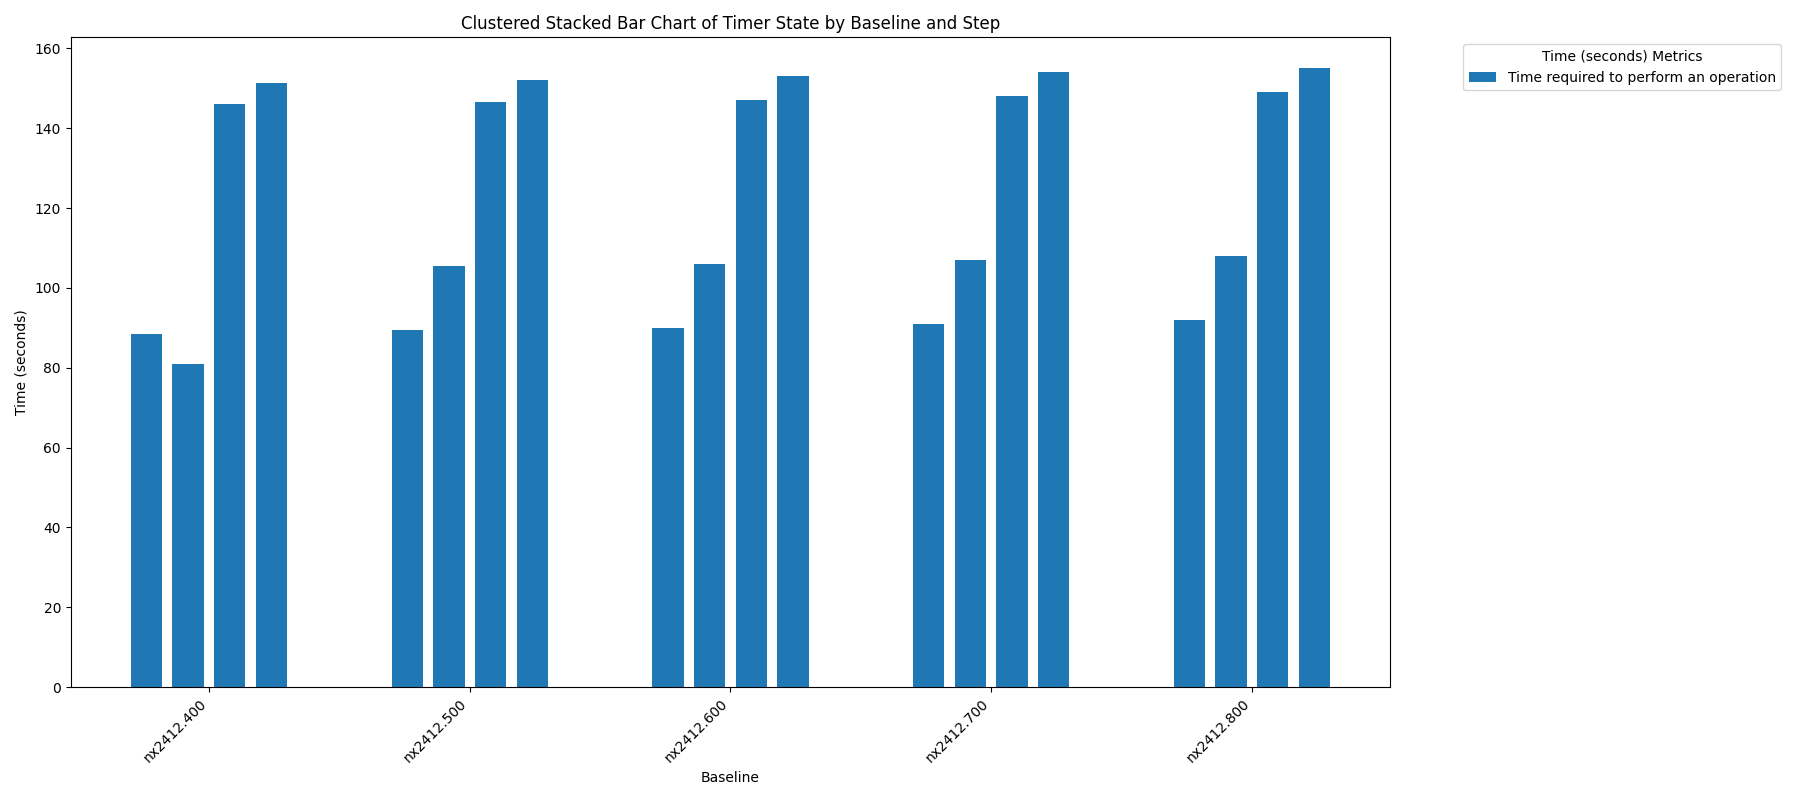 Clustered Stacked Bar Chart of Timer State by Baseline and Step
Time (seconds) Metrics
Time required to perform an operation
160
140
120
100
80
60
40
20
0
Time (seconds)
nx2412.400
nx2412.500
nx2412.600
nx2412.700
nx2412.800
Baseline